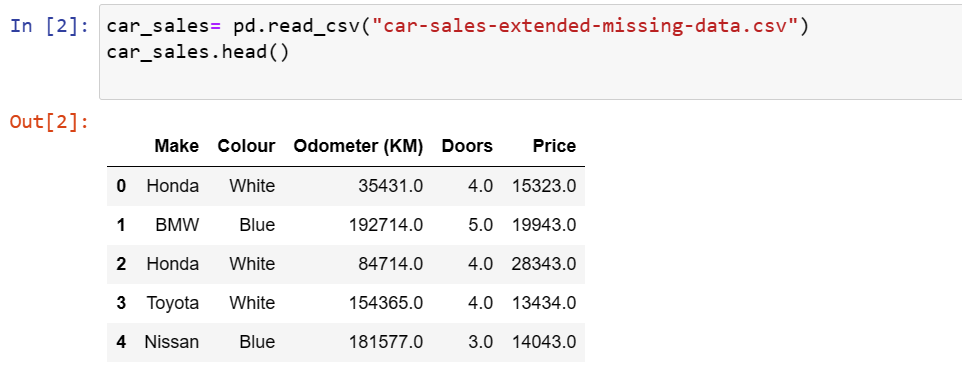 In [2]: car_sales= pd.read_csv("car-sales-extended-missing-data.csv")
car_sales.head()
Out[2]:
Make Colour Odometer (KM) Doors Price
0 Honda White 35431.0 4.0 15323.0
1 BMW Blue 192714.0 5.0 19943.0
2 Honda White 84714.0 4.0 28343.0
3 Toyota White 154365.0 4.0 13434.0
4 Nissan Blue 181577.0 3.0 14043.0